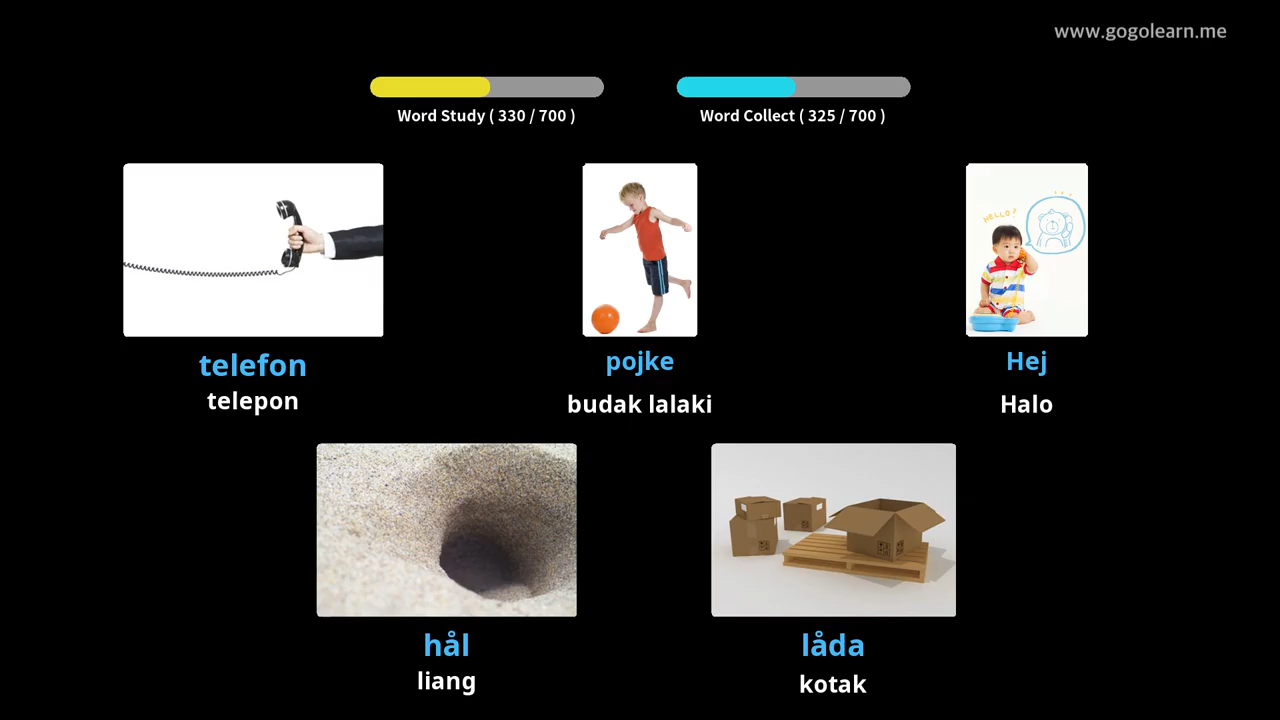 www.gogolearn.me
Word Study ( 330 / 700 )
Word Collect ( 325 / 700 )
HELLO?
telefon
telepon
pojke
budak lalaki
Hej
Halo
hål
liang
låda
kotak